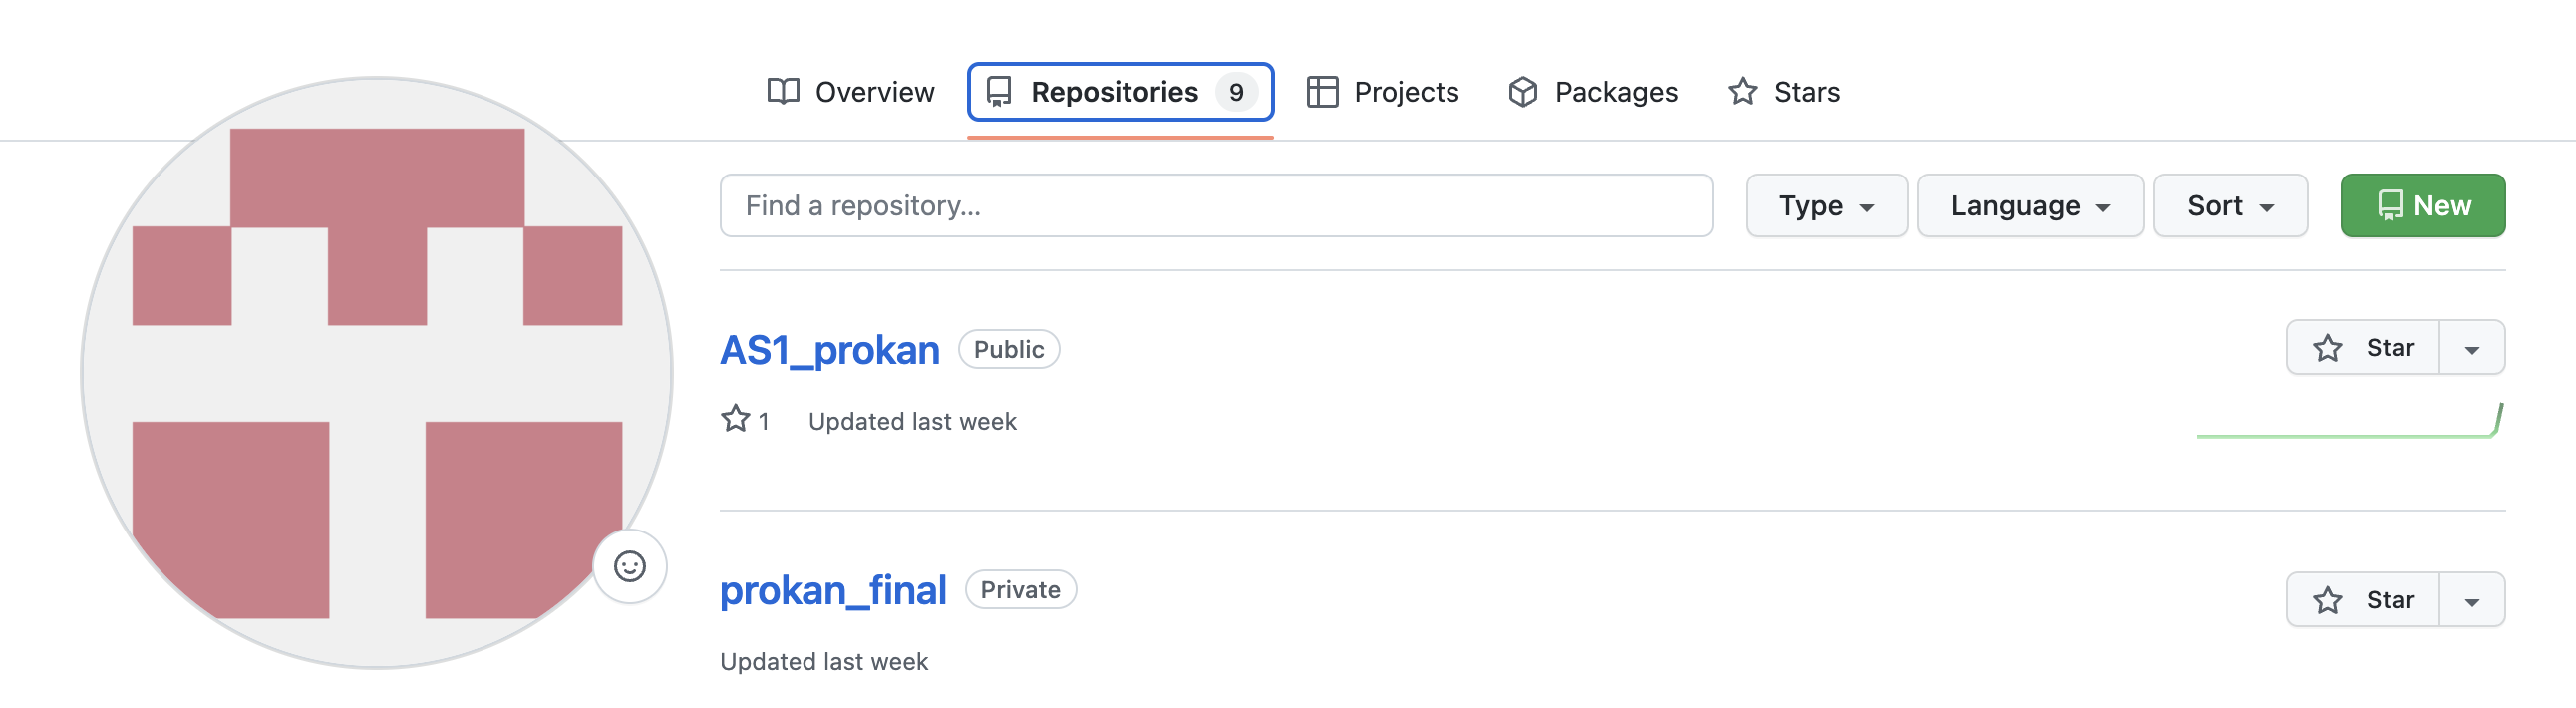 Overview Repositories 9 Projects Packages Stars
Find a repository... Type Language Sort New
AS1_prokan Public Star
1 Updated last week
prokan_final Private Star
Updated last week